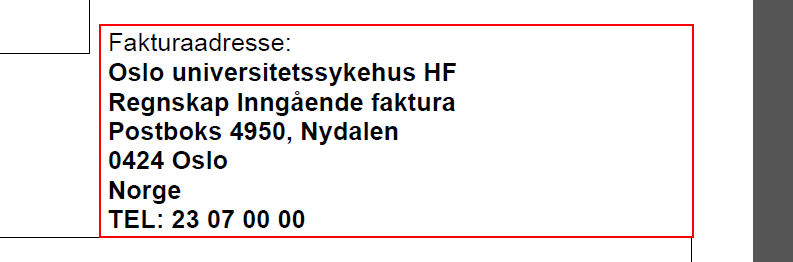 Fakturaadresse:
Oslo universitetssykehus HF
Regnskap Inngående faktura
Postboks 4950, Nydalen
0424 Oslo
Norge
TEL: 23 07 00 00